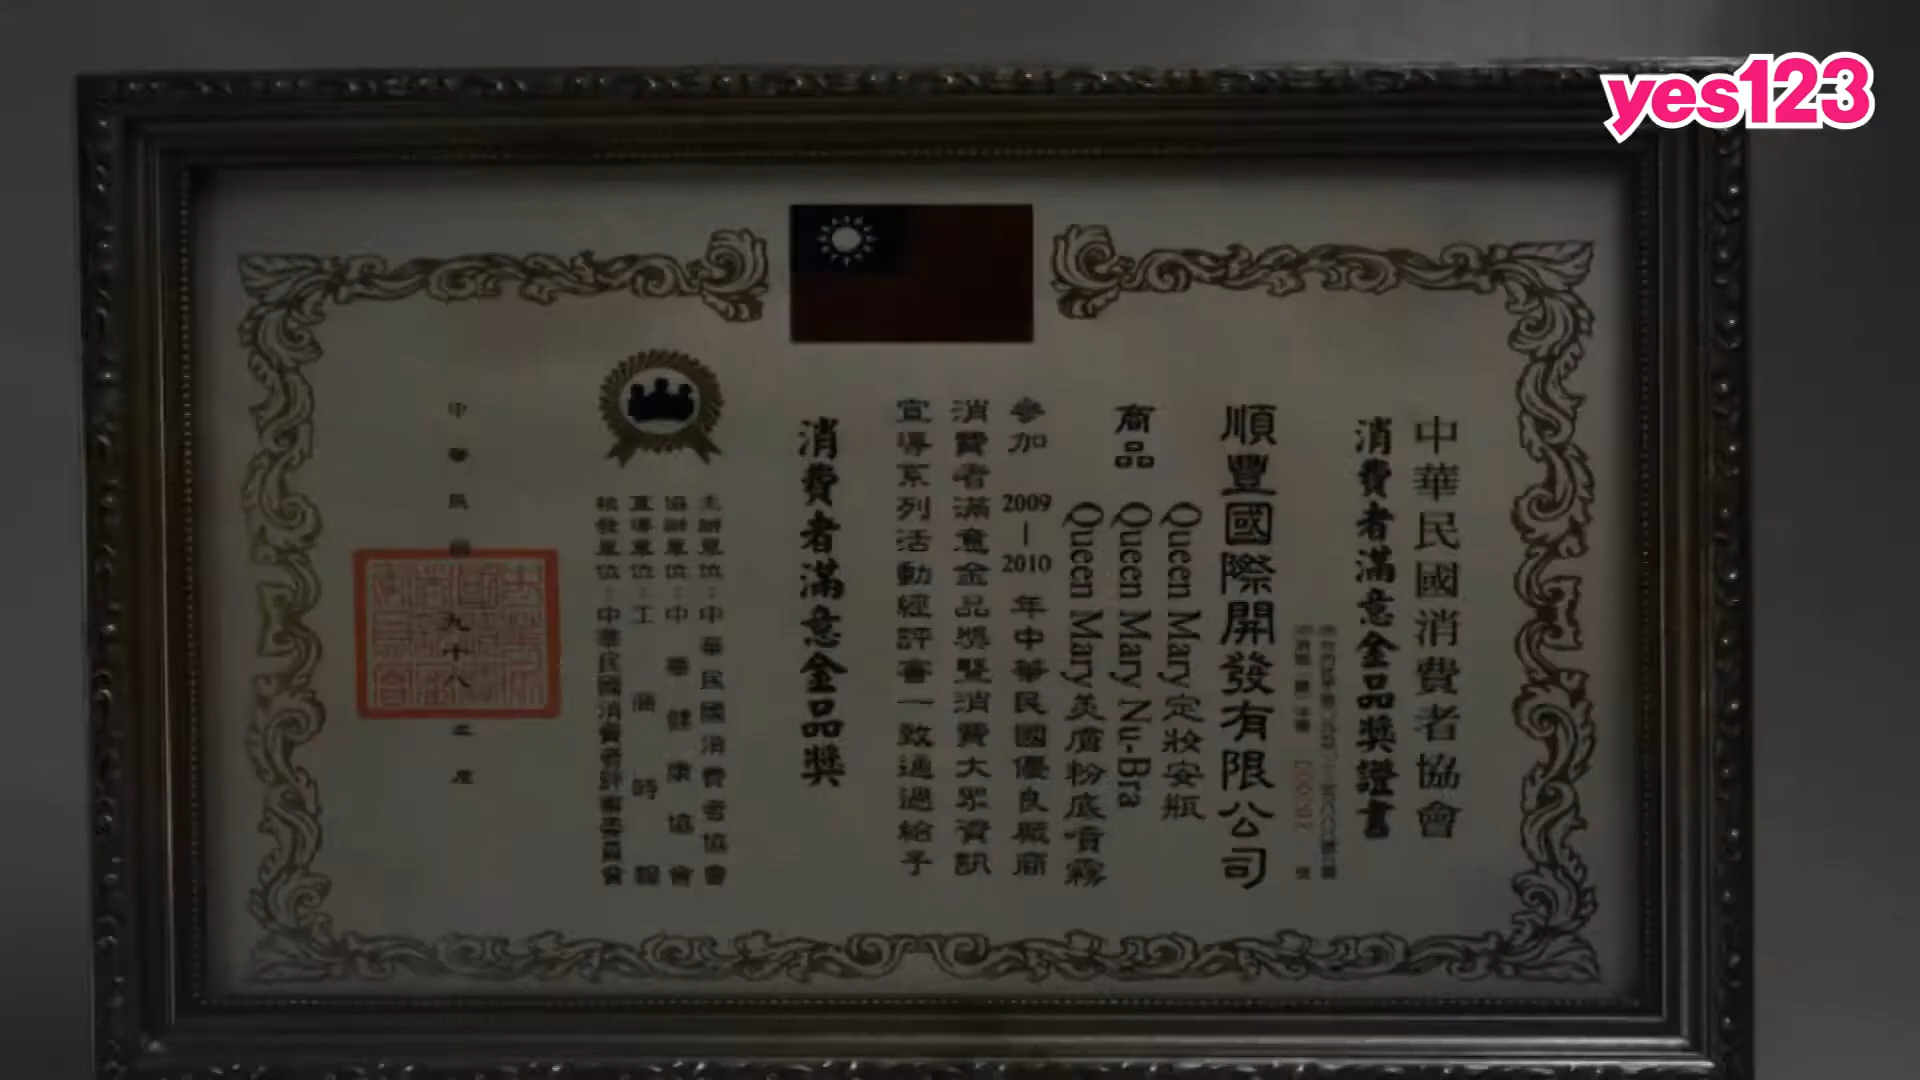 yes123
中華民國消費者協會
消費者滿意金品獎證書
順豐國際開發有限公司
商品
Queen Mary定妝安瓶
Queen Mary Nu-Bra
Queen Mary美膚粉底噴霧
參加 2009－2010 年中華民國優良廠商
消費者滿意金品獎暨消費大眾資訊
宣導系列活動經評審一致通過給予
消費者滿意金品獎
主辦單位：中華民國消費者協會
協辦單位：中華健康協會
宣導單位：工商時報
核發單位：中華民國消費者評審委員會
中華民國九十八年度